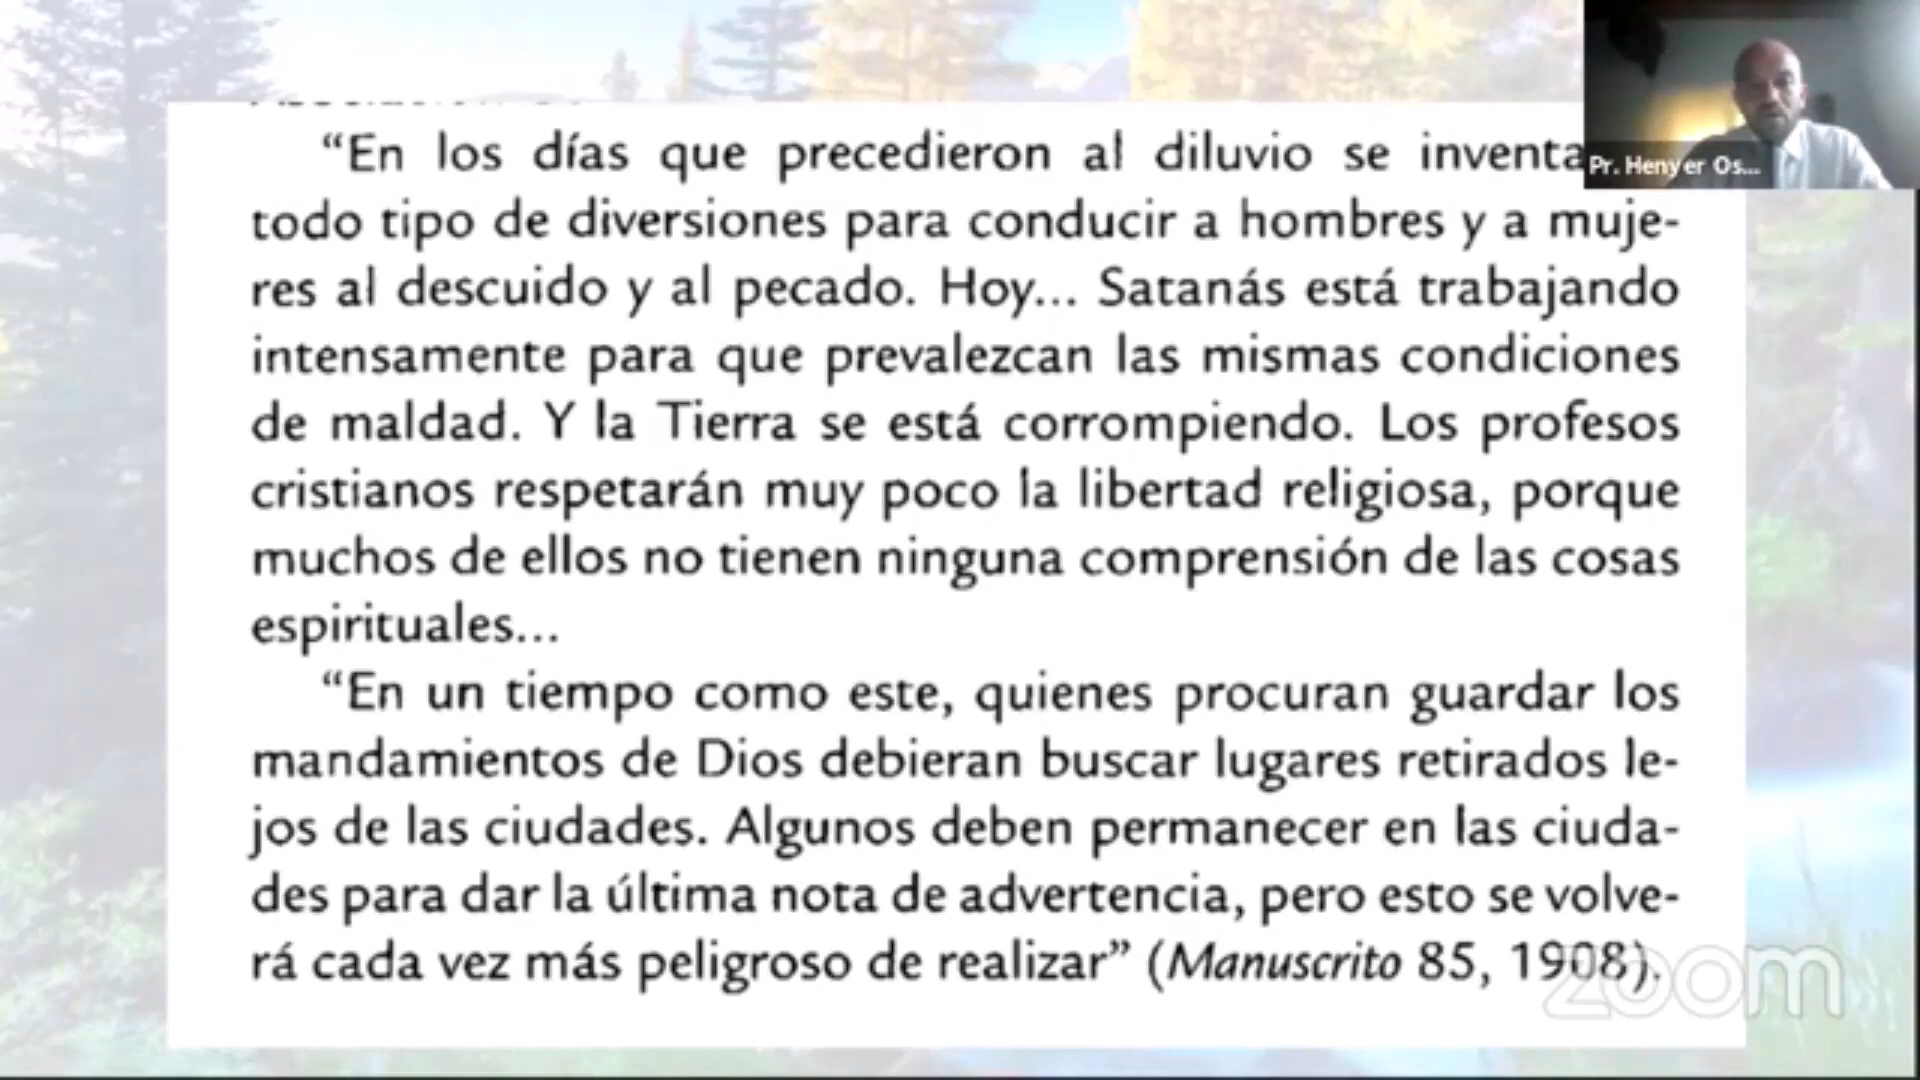 “En los días que precedieron al diluvio se inventa
todo tipo de diversiones para conducir a hombres y a muje-
res al descuido y al pecado. Hoy... Satanás está trabajando
intensamente para que prevalezcan las mismas condiciones
de maldad. Y la Tierra se está corrompiendo. Los profesos
cristianos respetarán muy poco la libertad religiosa, porque
muchos de ellos no tienen ninguna comprensión de las cosas
espirituales...
“En un tiempo como este, quienes procuran guardar los
mandamientos de Dios debieran buscar lugares retirados le-
jos de las ciudades. Algunos deben permanecer en las ciuda-
des para dar la última nota de advertencia, pero esto se volve-
rá cada vez más peligroso de realizar” (Manuscrito 85, 1908).
Pr. Henyer Os...
zoom